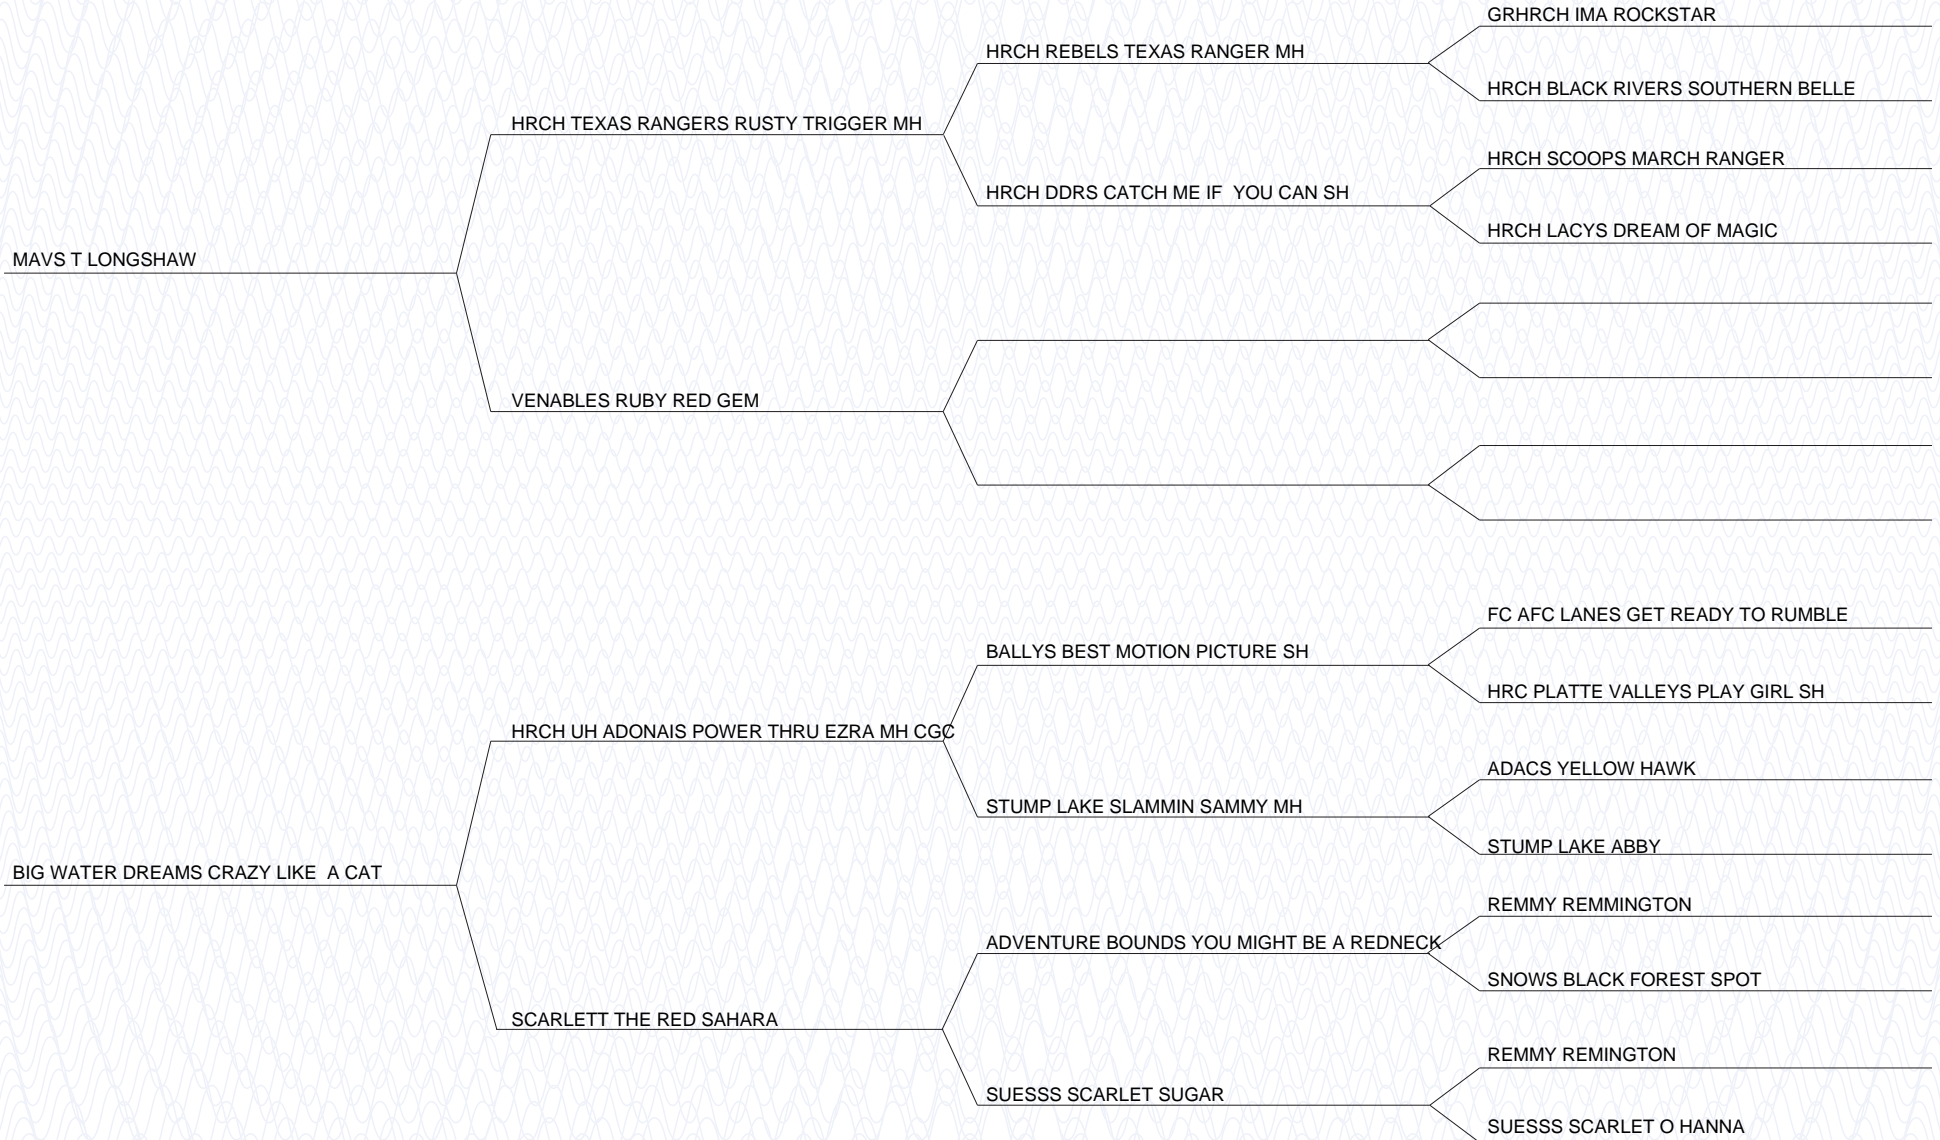 GRHRCH IMA ROCKSTAR
HRCH REBELS TEXAS RANGER MH
HRCH BLACK RIVERS SOUTHERN BELLE
HRCH TEXAS RANGERS RUSTY TRIGGER MH
HRCH SCOOPS MARCH RANGER
HRCH DDRS CATCH ME IF  YOU CAN SH
HRCH LACYS DREAM OF MAGIC
MAVS T LONGSHAW
VENABLES RUBY RED GEM
FC AFC LANES GET READY TO RUMBLE
BALLYS BEST MOTION PICTURE SH
HRC PLATTE VALLEYS PLAY GIRL SH
HRCH UH ADONAIS POWER THRU EZRA MH CGC
ADACS YELLOW HAWK
STUMP LAKE SLAMMIN SAMMY MH
STUMP LAKE ABBY
BIG WATER DREAMS CRAZY LIKE  A CAT
REMMY REMMINGTON
ADVENTURE BOUNDS YOU MIGHT BE A REDNECK
SNOWS BLACK FOREST SPOT
SCARLETT THE RED SAHARA
REMMY REMINGTON
SUESSS SCARLET SUGAR
SUESSS SCARLET O HANNA